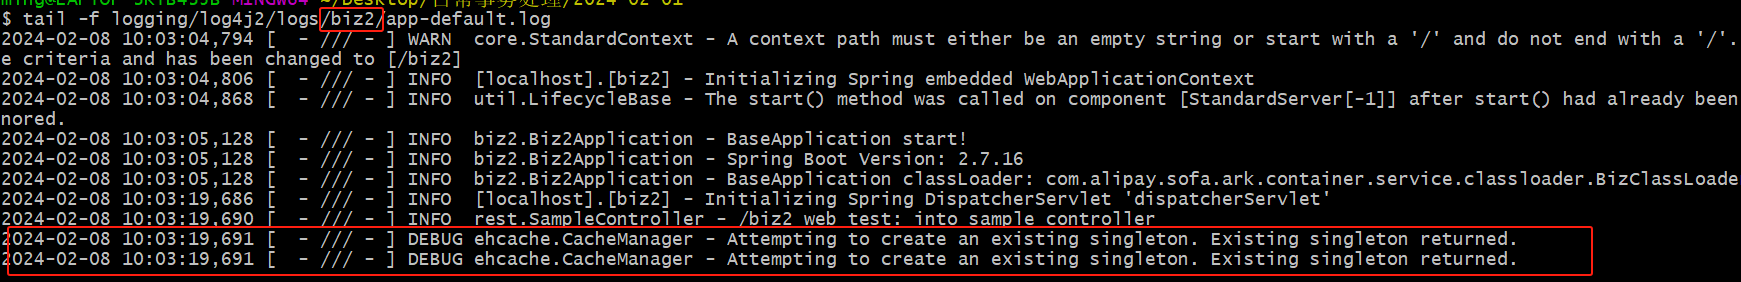 $ tail -f logging/log4j2/logs/biz2/app-default.log
2024-02-08 10:03:04,794 [  - /// - ] WARN  core.StandardContext - A context path must either be an empty string or start with a '/' and do not end with a '/'.
e criteria and has been changed to [/biz2]
2024-02-08 10:03:04,806 [  - /// - ] INFO  [localhost].[biz2] - Initializing Spring embedded WebApplicationContext
2024-02-08 10:03:04,868 [  - /// - ] INFO  util.LifecycleBase - The start() method was called on component [StandardServer[-1]] after start() had already been
nored.
2024-02-08 10:03:05,128 [  - /// - ] INFO  biz2.Biz2Application - BaseApplication start!
2024-02-08 10:03:05,128 [  - /// - ] INFO  biz2.Biz2Application - Spring Boot Version: 2.7.16
2024-02-08 10:03:05,128 [  - /// - ] INFO  biz2.Biz2Application - BaseApplication classLoader: com.alipay.sofa.ark.container.service.classloader.BizClassLoade
2024-02-08 10:03:19,686 [  - /// - ] INFO  [localhost].[biz2] - Initializing Spring DispatcherServlet 'dispatcherServlet'
2024-02-08 10:03:19,690 [  - /// - ] INFO  rest.SampleController - /biz2 web test: into sample controller
2024-02-08 10:03:19,691 [  - /// - ] DEBUG ehcache.CacheManager - Attempting to create an existing singleton. Existing singleton returned.
2024-02-08 10:03:19,691 [  - /// - ] DEBUG ehcache.CacheManager - Attempting to create an existing singleton. Existing singleton returned.